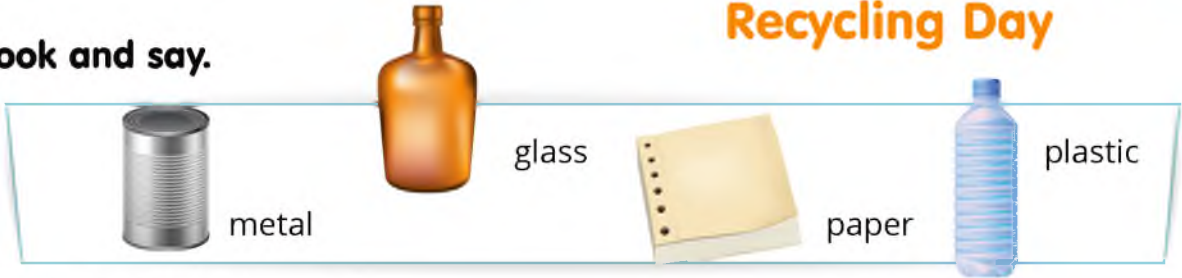 Recycling Day
ook and say.
glass
plastic
metal
paper